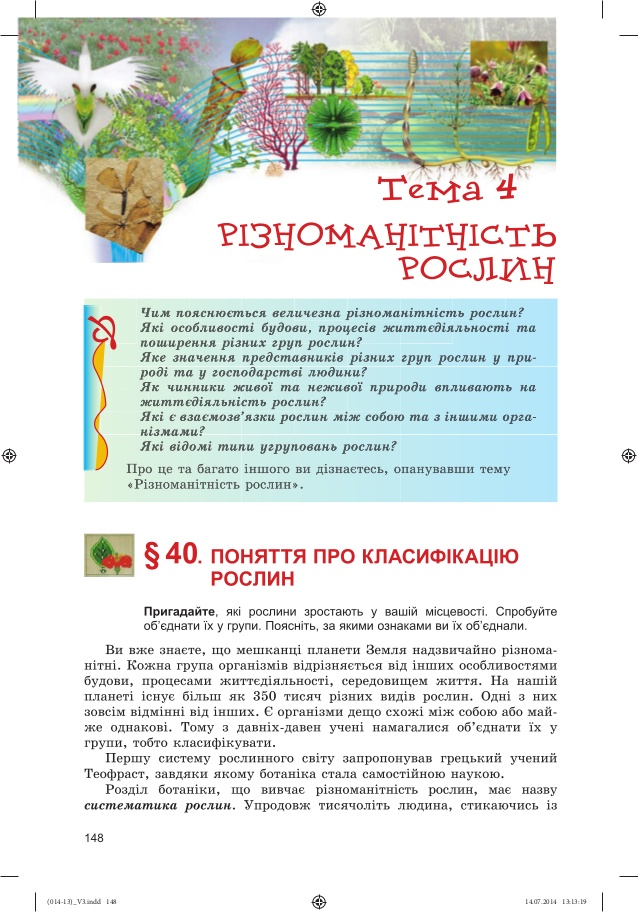 Тема 4
РІЗНОМАНІТНІСТЬ
РОСЛИН
Чим пояснюється величезна різноманітність рослин?
Які особливості будови, процесів життєдіяльності та
поширення різних груп рослин?
Яке значення представників різних груп рослин у при-
роді та у господарстві людини?
Як чинники живої та неживої природи впливають на
життєдіяльність рослин?
Які є взаємозв’язки рослин між собою та з іншими орга-
нізмами?
Які відомі типи угруповань рослин?
Про це та багато іншого ви дізнаєтесь, опанувавши тему
«Різноманітність рослин».
§ 40. ПОНЯТТЯ ПРО КЛАСИФІКАЦІЮ
РОСЛИН
Пригадайте, які рослини зростають у вашій місцевості. Спробуйте
об’єднати їх у групи. Поясніть, за якими ознаками ви їх об’єднали.
Ви вже знаєте, що мешканці планети Земля надзвичайно різнома-
нітні. Кожна група організмів відрізняється від інших особливостями
будови, процесами життєдіяльності, середовищем життя. На нашій
планеті існує більш як 350 тисяч різних видів рослин. Одні з них
зовсім відмінні від інших. Є організми дещо схожі між собою або май-
же однакові. Тому з давніх-давен учені намагалися об’єднати їх у
групи, тобто класифікувати.
Першу систему рослинного світу запропонував грецький учений
Теофраст, завдяки якому ботаніка стала самостійною наукою.
Розділ ботаніки, що вивчає різноманітність рослин, має назву
систематика рослин. Упродовж тисячоліть людина, стикаючись із
148
(014-13)_V3.indd 148
14.07.2014 13:13:19